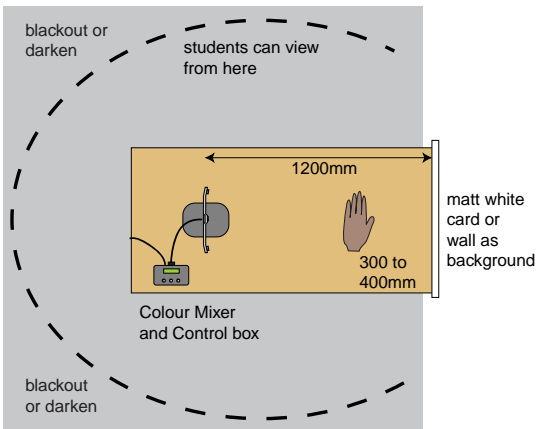 blackout or
darken
students can view
from here
1200mm
matt white
card or
wall as
background
300 to
400mm
Colour Mixer
and Control box
blackout
or darken